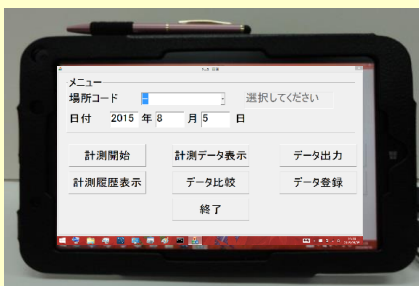 メニュー
場所コード 選択してください
日付 2015 年 8 月 5 日
計測開始 計測データ表示 データ出力
計測履歴表示 データ比較 データ登録
終了